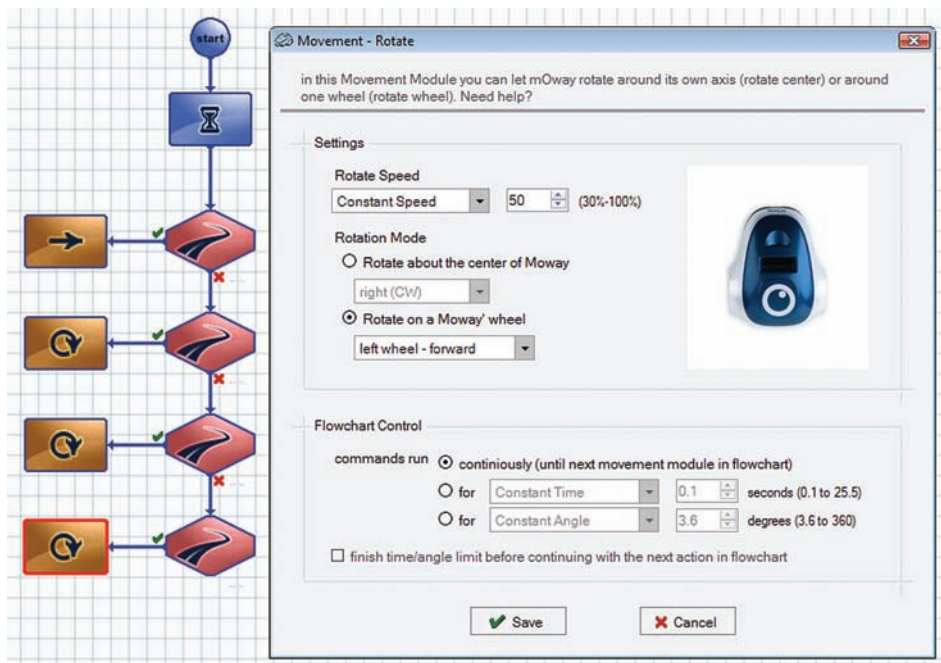 start
Movement - Rotate
in this Movement Module you can let mOway rotate around its own axis (rotate center) or around
one wheel (rotate wheel). Need help?
Settings
Rotate Speed
Constant Speed 50 (30%-100%)
Rotation Mode
Rotate about the center of Moway
right (CW)
Rotate on a Moway' wheel
left wheel - forward
Flowchart Control
commands run continiously (until next movement module in flowchart)
for Constant Time 0.1 seconds (0.1 to 25.5)
for Constant Angle 3.6 degrees (3.6 to 360)
finish time/angle limit before continuing with the next action in flowchart
Save Cancel